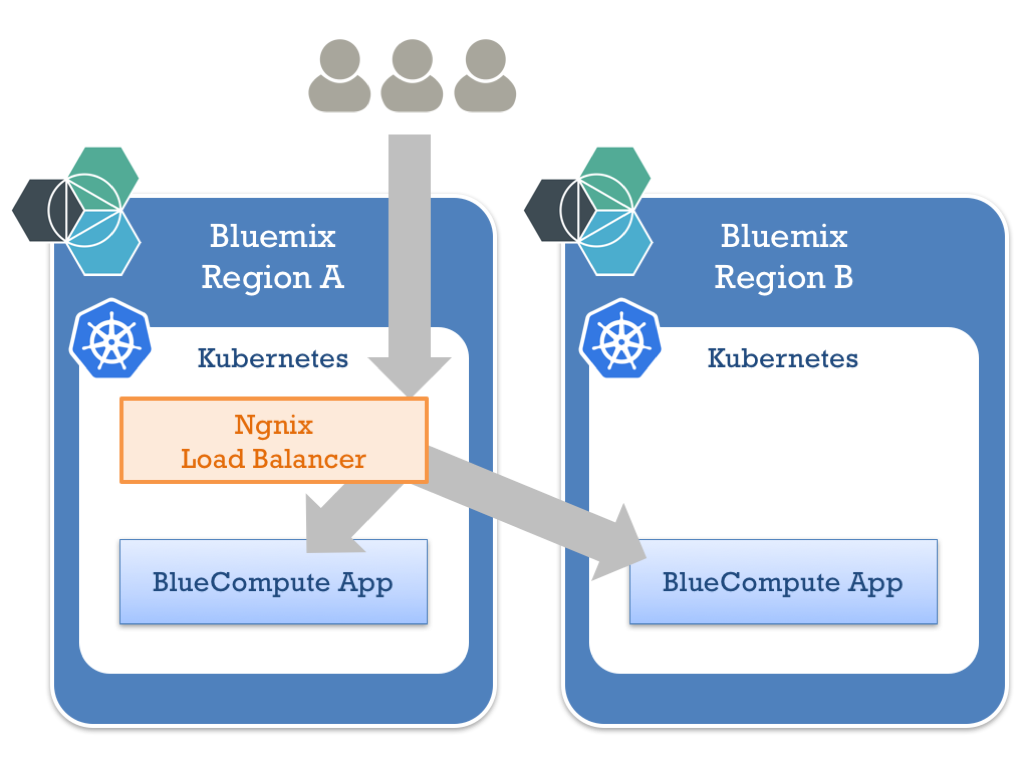 Bluemix
Region A
Kubernetes
Ngnix
Load Balancer
BlueCompute App
Bluemix
Region B
Kubernetes
BlueCompute App